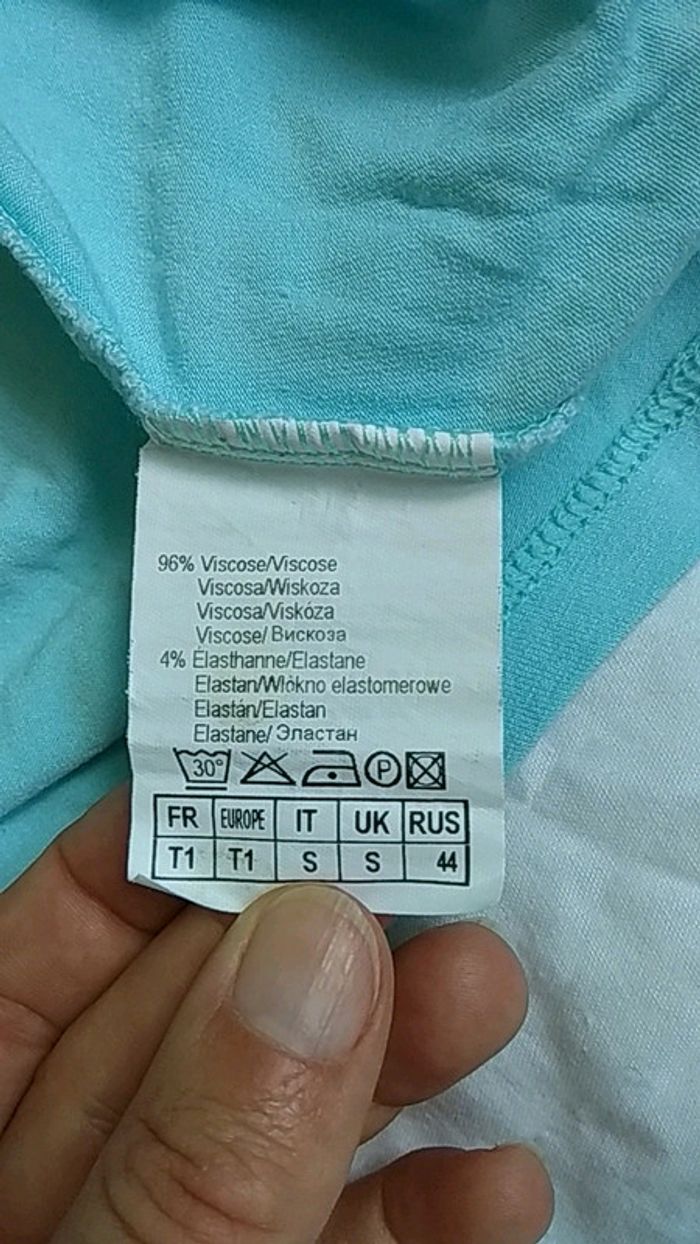 96% Viscose/Viscose
Viscosa/Wiskoza
Viscosa/Viskóza
Viscose/ Вискоза
4% Élasthanne/Elastane
Elastan/Wlókno elastomerowe
Elastán/Elastan
Elastane/ Эластан
30° P
FR EUROPE IT UK RUS
T1 T1 S S 44